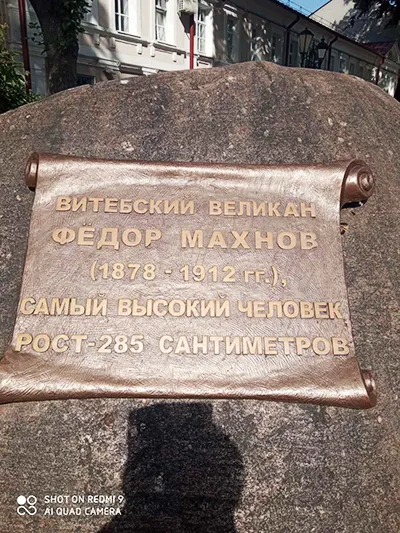 ВИТЕБСКИЙ ВЕЛИКАН
ФЁДОР МАХНОВ
(1878 - 1912 гг.),
САМЫЙ ВЫСОКИЙ ЧЕЛОВЕК,
РОСТ-285 САНТИМЕТРОВ
SHOT ON REDMI 9
AI QUAD CAMERA